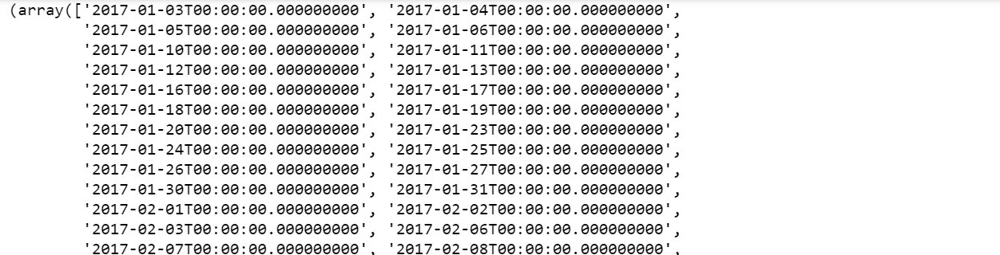 (array(['2017-01-03T00:00:00.000000000', '2017-01-04T00:00:00.000000000',
'2017-01-05T00:00:00.000000000', '2017-01-06T00:00:00.000000000',
'2017-01-10T00:00:00.000000000', '2017-01-11T00:00:00.000000000',
'2017-01-12T00:00:00.000000000', '2017-01-13T00:00:00.000000000',
'2017-01-16T00:00:00.000000000', '2017-01-17T00:00:00.000000000',
'2017-01-18T00:00:00.000000000', '2017-01-19T00:00:00.000000000',
'2017-01-20T00:00:00.000000000', '2017-01-23T00:00:00.000000000',
'2017-01-24T00:00:00.000000000', '2017-01-25T00:00:00.000000000',
'2017-01-26T00:00:00.000000000', '2017-01-27T00:00:00.000000000',
'2017-01-30T00:00:00.000000000', '2017-01-31T00:00:00.000000000',
'2017-02-01T00:00:00.000000000', '2017-02-02T00:00:00.000000000',
'2017-02-03T00:00:00.000000000', '2017-02-06T00:00:00.000000000',
'2017-02-07T00:00:00.000000000', '2017-02-08T00:00:00.000000000',